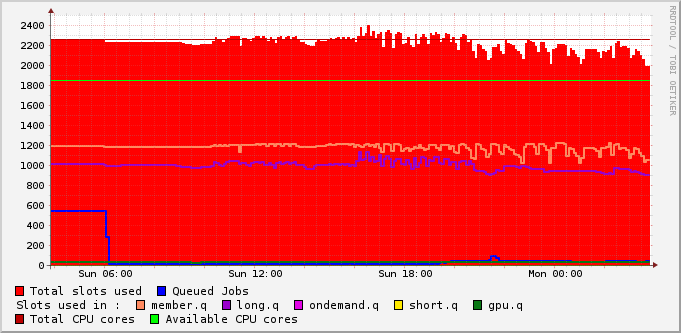 2400
2200
2000
1800
1600
1400
1200
1000
800
600
400
200
0
Sun 06:00 Sun 12:00 Sun 18:00 Mon 00:00
RRDTOOL / TOBI OETIKER
Total slots used Queued Jobs
Slots used in : member.q long.q ondemand.q short.q gpu.q
Total CPU cores Available CPU cores